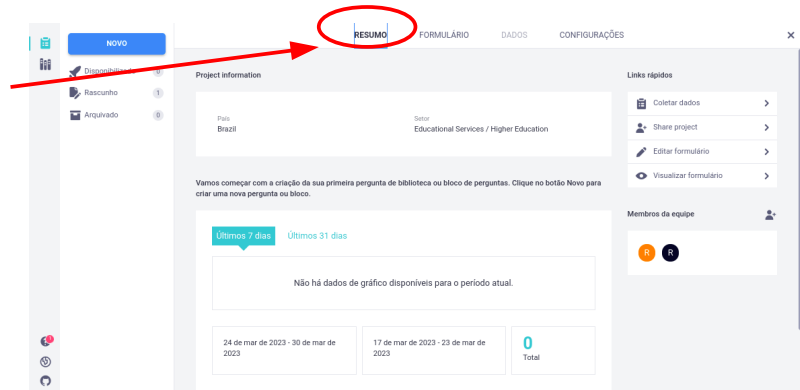 RESUMO FORMULÁRIO DADOS CONFIGURAÇÕES
NOVO
Disponibilizado 0
Rascunho 1
Arquivado 0
Project information
País
Brazil
Setor
Educational Services / Higher Education
Vamos começar com a criação da sua primeira pergunta de biblioteca ou bloco de perguntas. Clique no botão Novo para
criar uma nova pergunta ou bloco.
Últimos 7 dias Últimos 31 dias
Não há dados de gráfico disponíveis para o período atual.
24 de mar de 2023 - 30 de mar de
2023
17 de mar de 2023 - 23 de mar de
2023
0
Total
Links rápidos
Coletar dados
Share project
Editar formulário
Visualizar formulário
Membros da equipe
R R
1